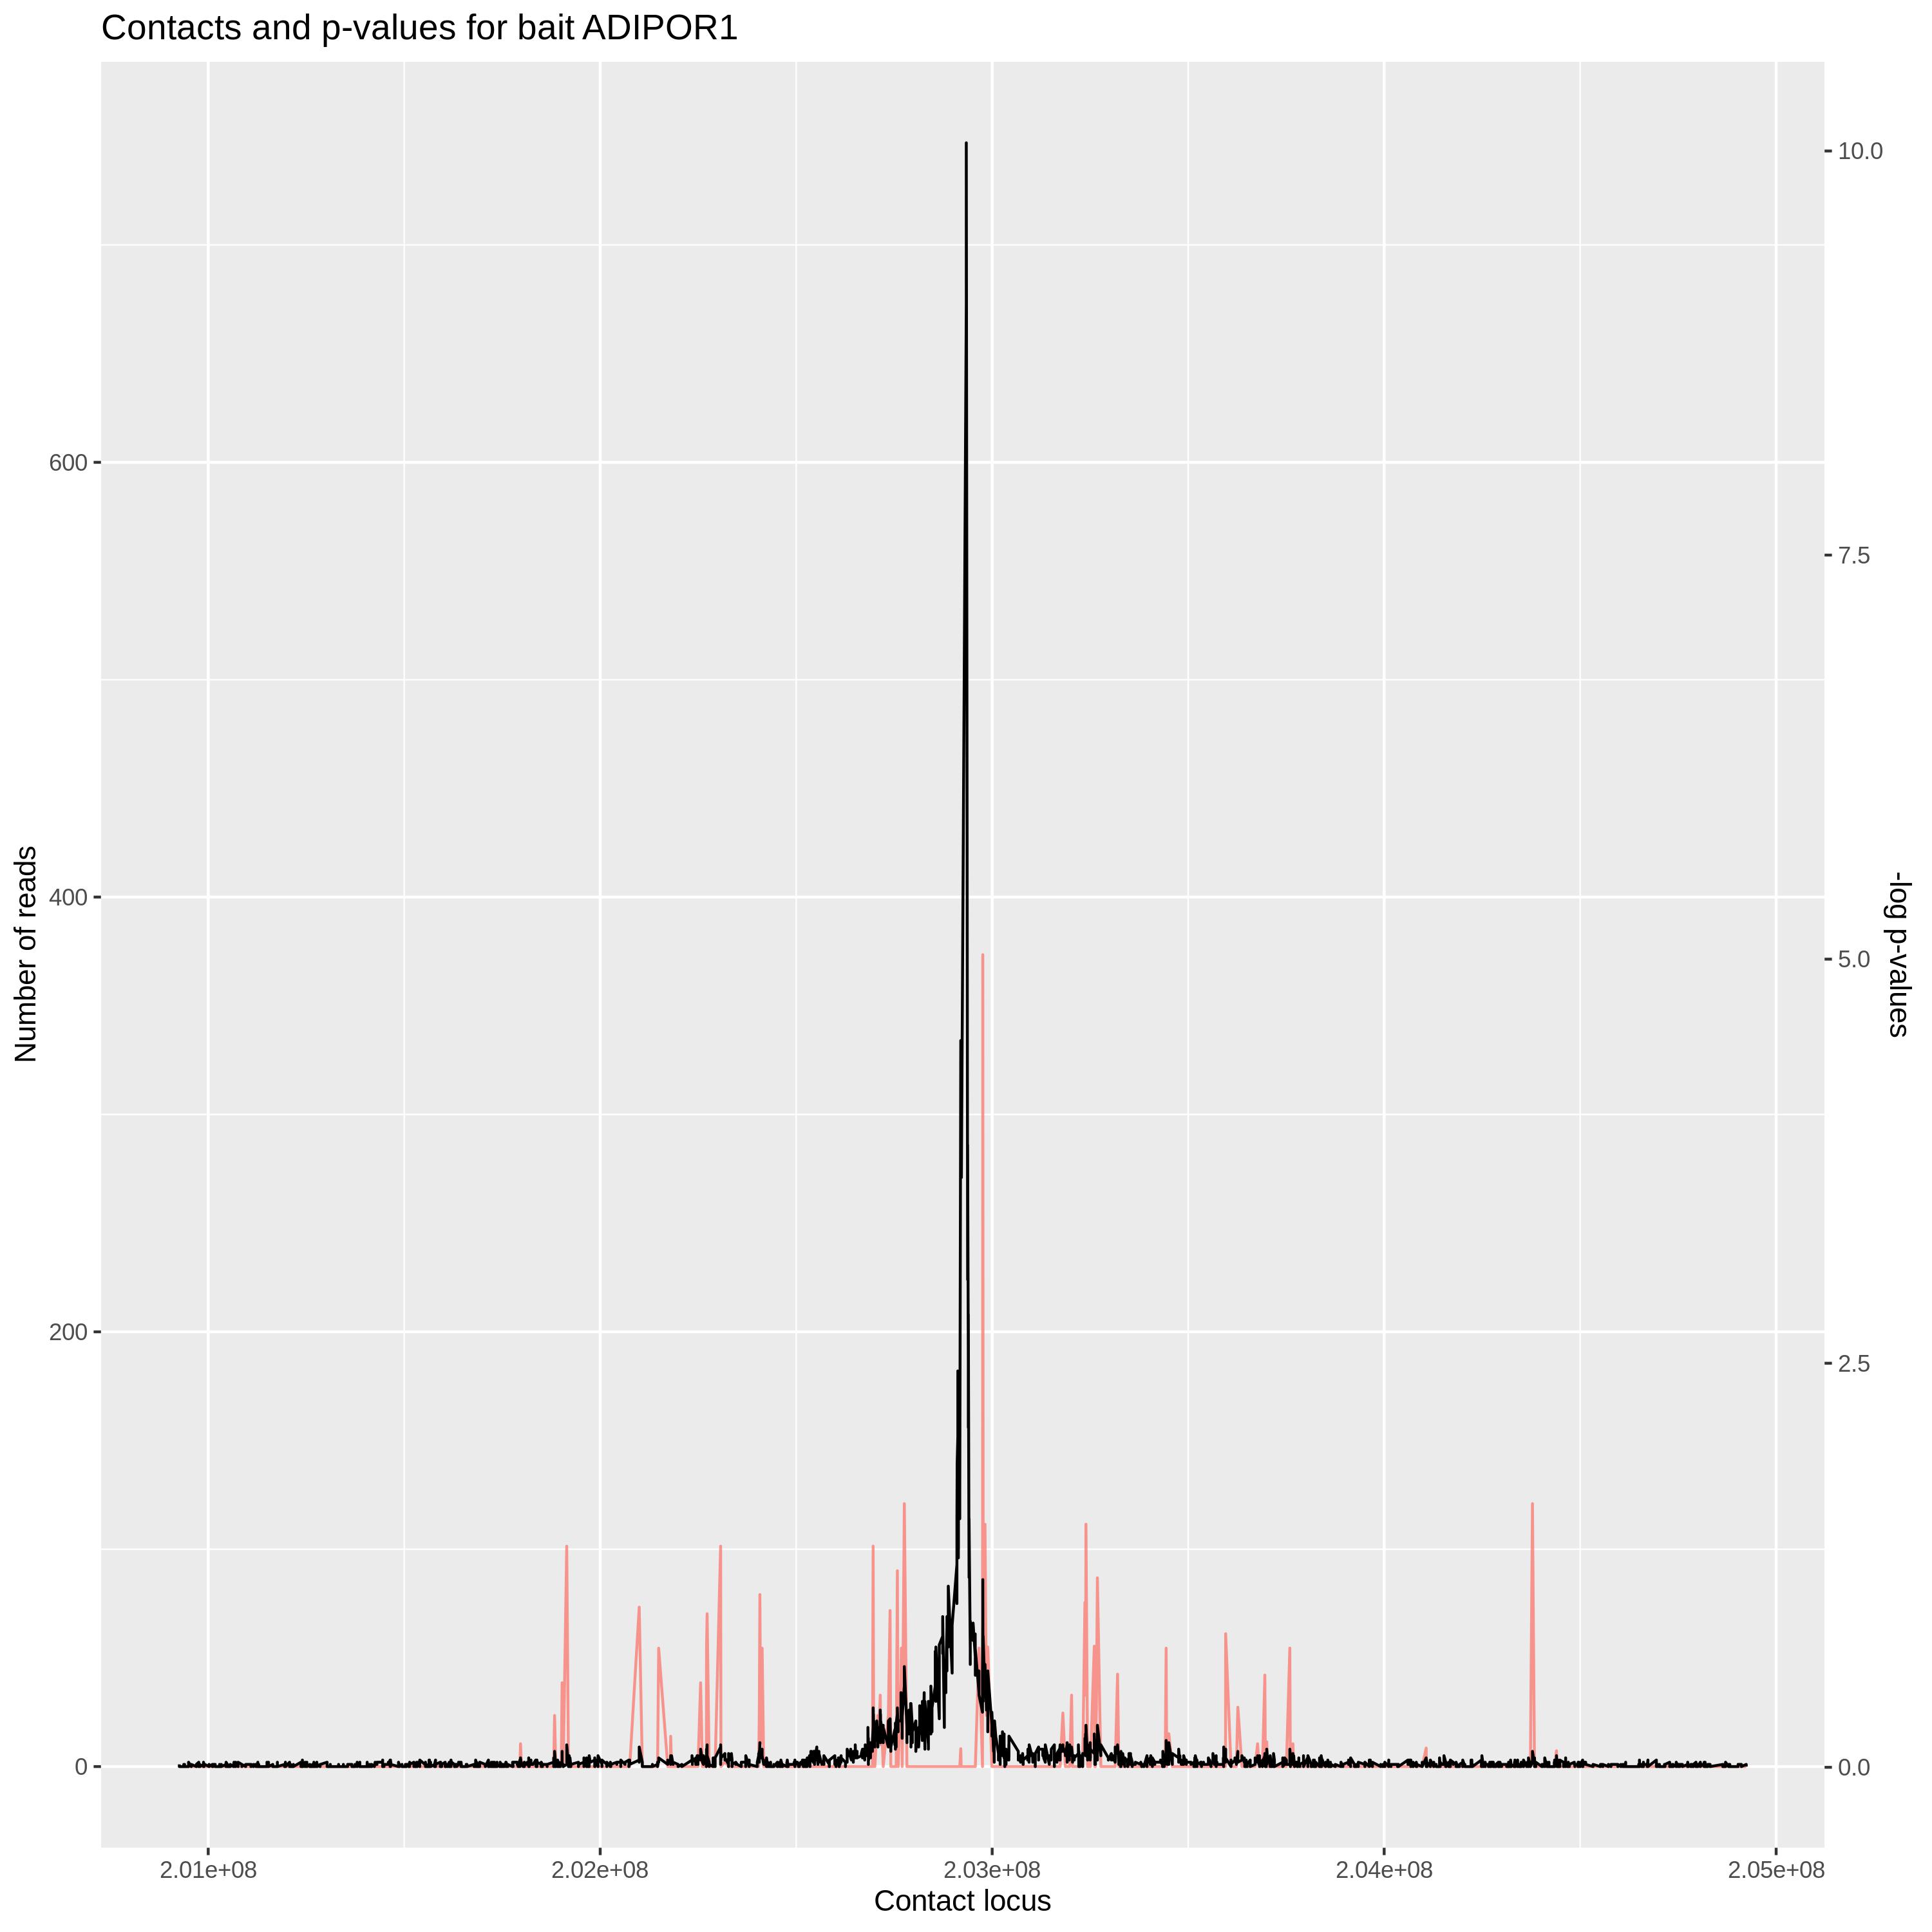 Contacts and p-values for bait ADIPOR1
10.0
600
7.5
Number of reads
400
5.0
-log p-values
200
2.5
0
0.0
2.01e+08 2.02e+08 2.03e+08 2.04e+08 2.05e+08
Contact locus